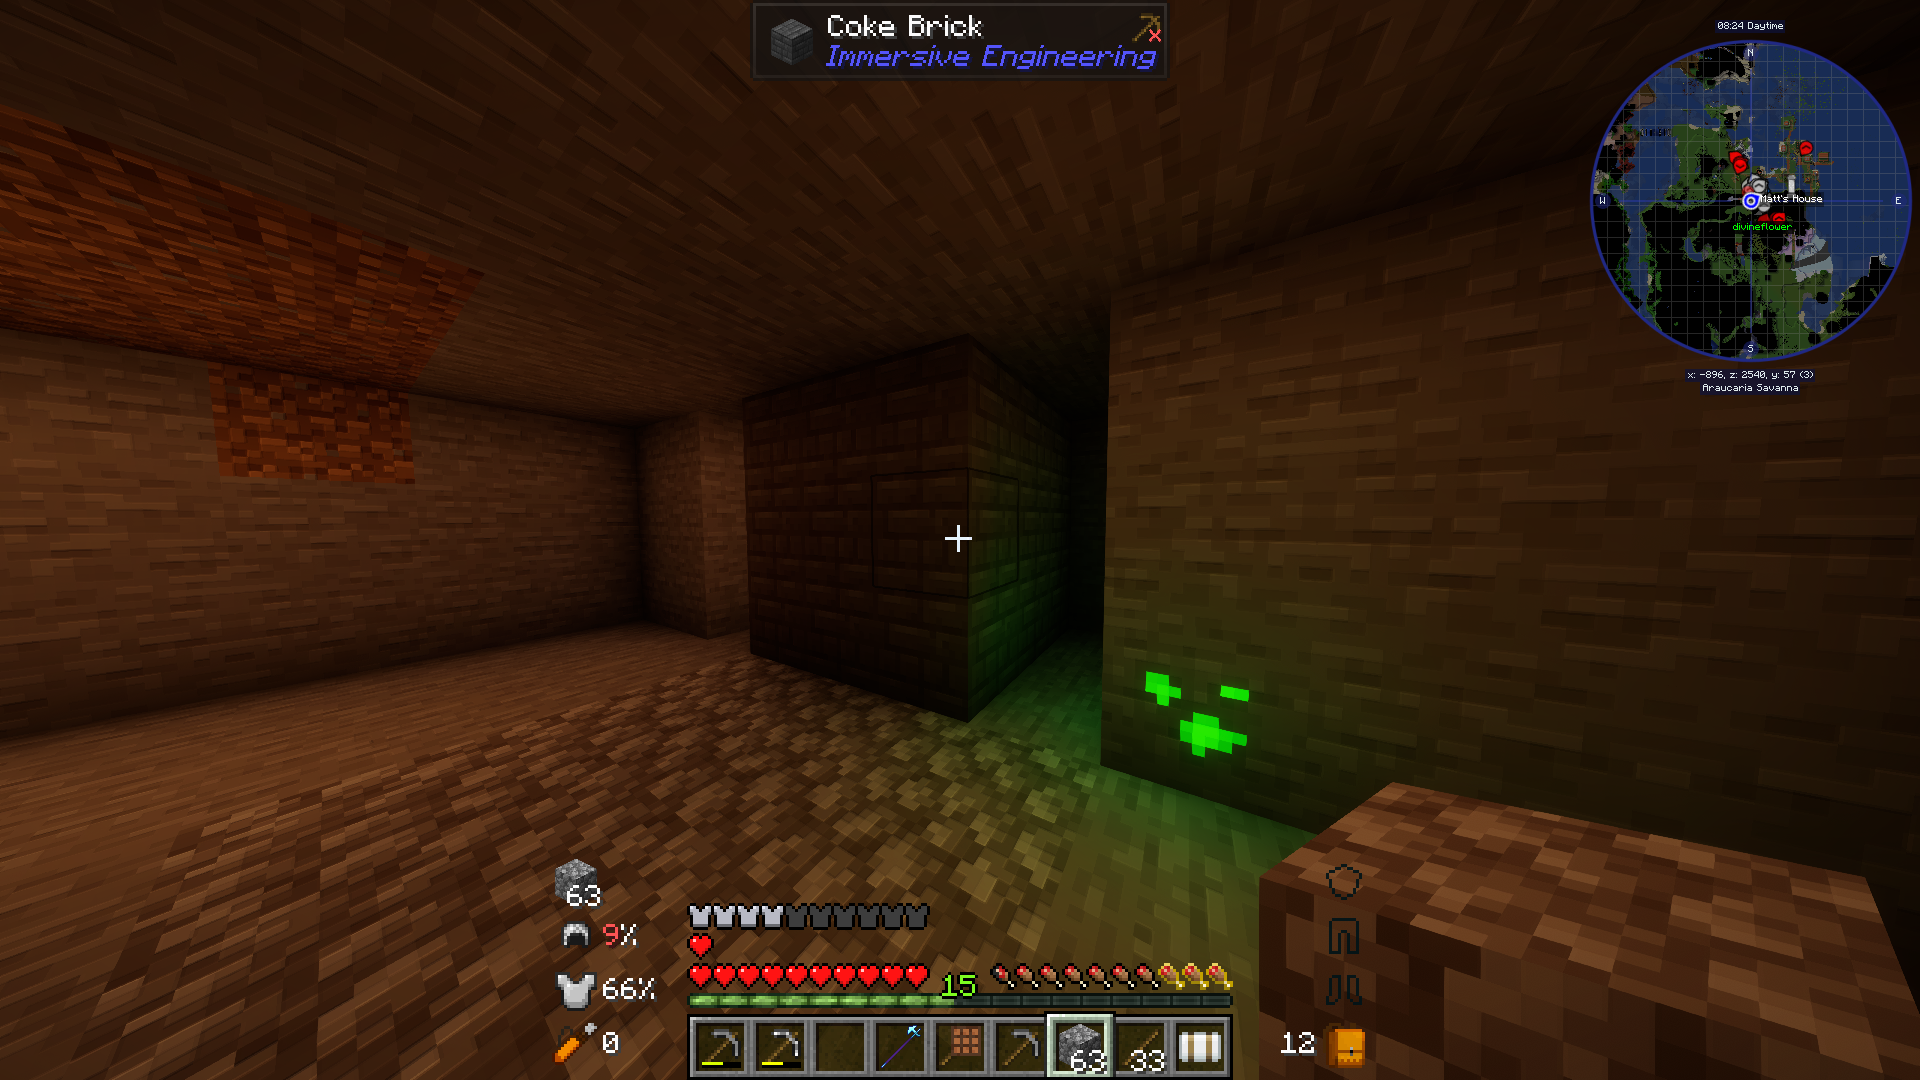 Coke Brick
Immersive Engineering
08:24 Daytime
N
W
E
Matt's House
divineflower
S
x: -896, z: 2540, y: 57 (3)
Araucaria Savanna
63
9%
66%
0
15
63
33
12